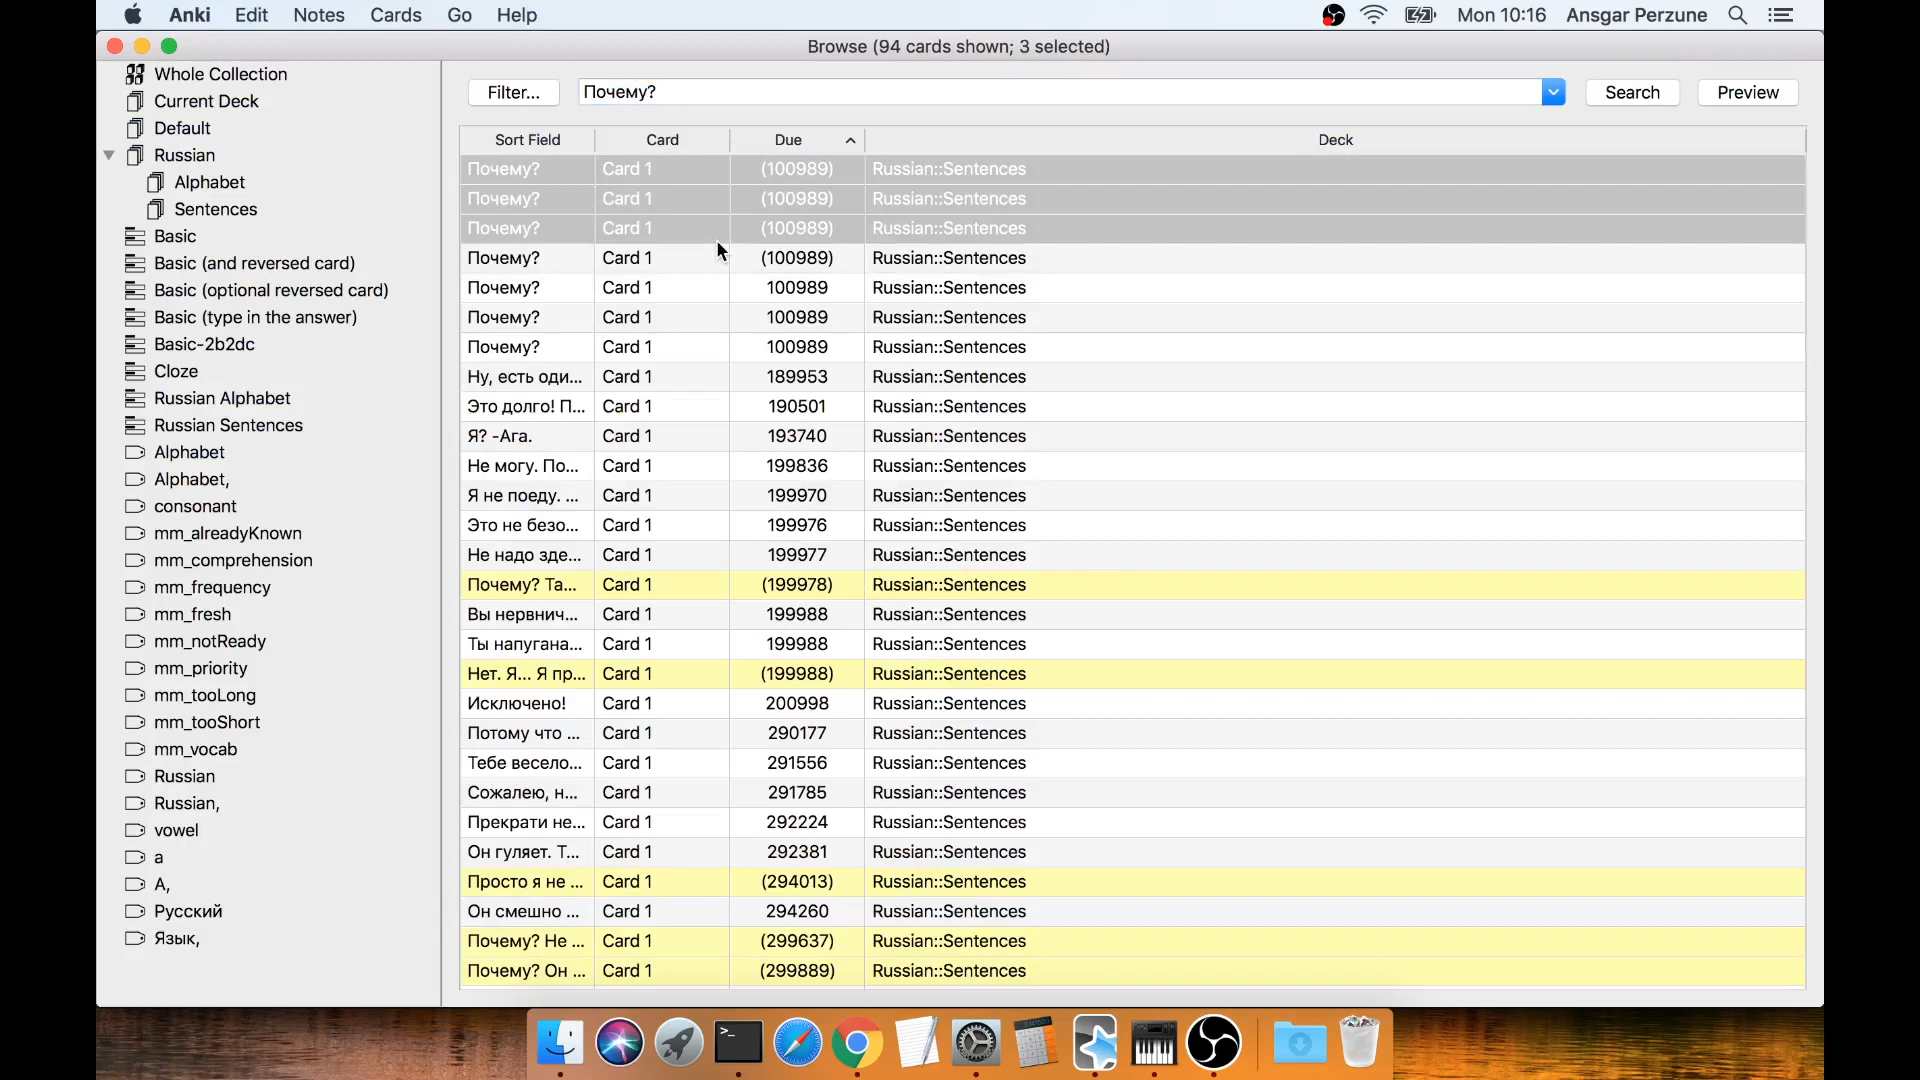 Anki Edit Notes Cards Go Help Mon 10:16 Ansgar Perzune
Browse (94 cards shown; 3 selected)
Whole Collection
Current Deck
Default
Russian
Alphabet
Sentences
Basic
Basic (and reversed card)
Basic (optional reversed card)
Basic (type in the answer)
Basic-2b2dc
Cloze
Russian Alphabet
Russian Sentences
Alphabet
Alphabet,
consonant
mm_alreadyKnown
mm_comprehension
mm_frequency
mm_fresh
mm_notReady
mm_priority
mm_tooLong
mm_tooShort
mm_vocab
Russian
Russian,
vowel
а
А,
Русский
Язык,
Filter... Почему? Search Preview
Sort Field Card Due Deck
Почему? Card 1 (100989) Russian::Sentences
Почему? Card 1 (100989) Russian::Sentences
Почему? Card 1 (100989) Russian::Sentences
Почему? Card 1 (100989) Russian::Sentences
Почему? Card 1 100989 Russian::Sentences
Почему? Card 1 100989 Russian::Sentences
Почему? Card 1 100989 Russian::Sentences
Ну, есть оди... Card 1 189953 Russian::Sentences
Это долго! П... Card 1 190501 Russian::Sentences
Я? -Ага. Card 1 193740 Russian::Sentences
Не могу. По... Card 1 199836 Russian::Sentences
Я не поеду. ... Card 1 199970 Russian::Sentences
Это не безо... Card 1 199976 Russian::Sentences
Не надо зде... Card 1 199977 Russian::Sentences
Почему? Та... Card 1 (199978) Russian::Sentences
Вы нервнич... Card 1 199988 Russian::Sentences
Ты напугана... Card 1 199988 Russian::Sentences
Нет. Я... Я пр... Card 1 (199988) Russian::Sentences
Исключено! Card 1 200998 Russian::Sentences
Потому что ... Card 1 290177 Russian::Sentences
Тебе весело... Card 1 291556 Russian::Sentences
Сожалею, н... Card 1 291785 Russian::Sentences
Прекрати не... Card 1 292224 Russian::Sentences
Он гуляет. Т... Card 1 292381 Russian::Sentences
Просто я не ... Card 1 (294013) Russian::Sentences
Он смешно ... Card 1 294260 Russian::Sentences
Почему? Не ... Card 1 (299637) Russian::Sentences
Почему? Он ... Card 1 (299889) Russian::Sentences